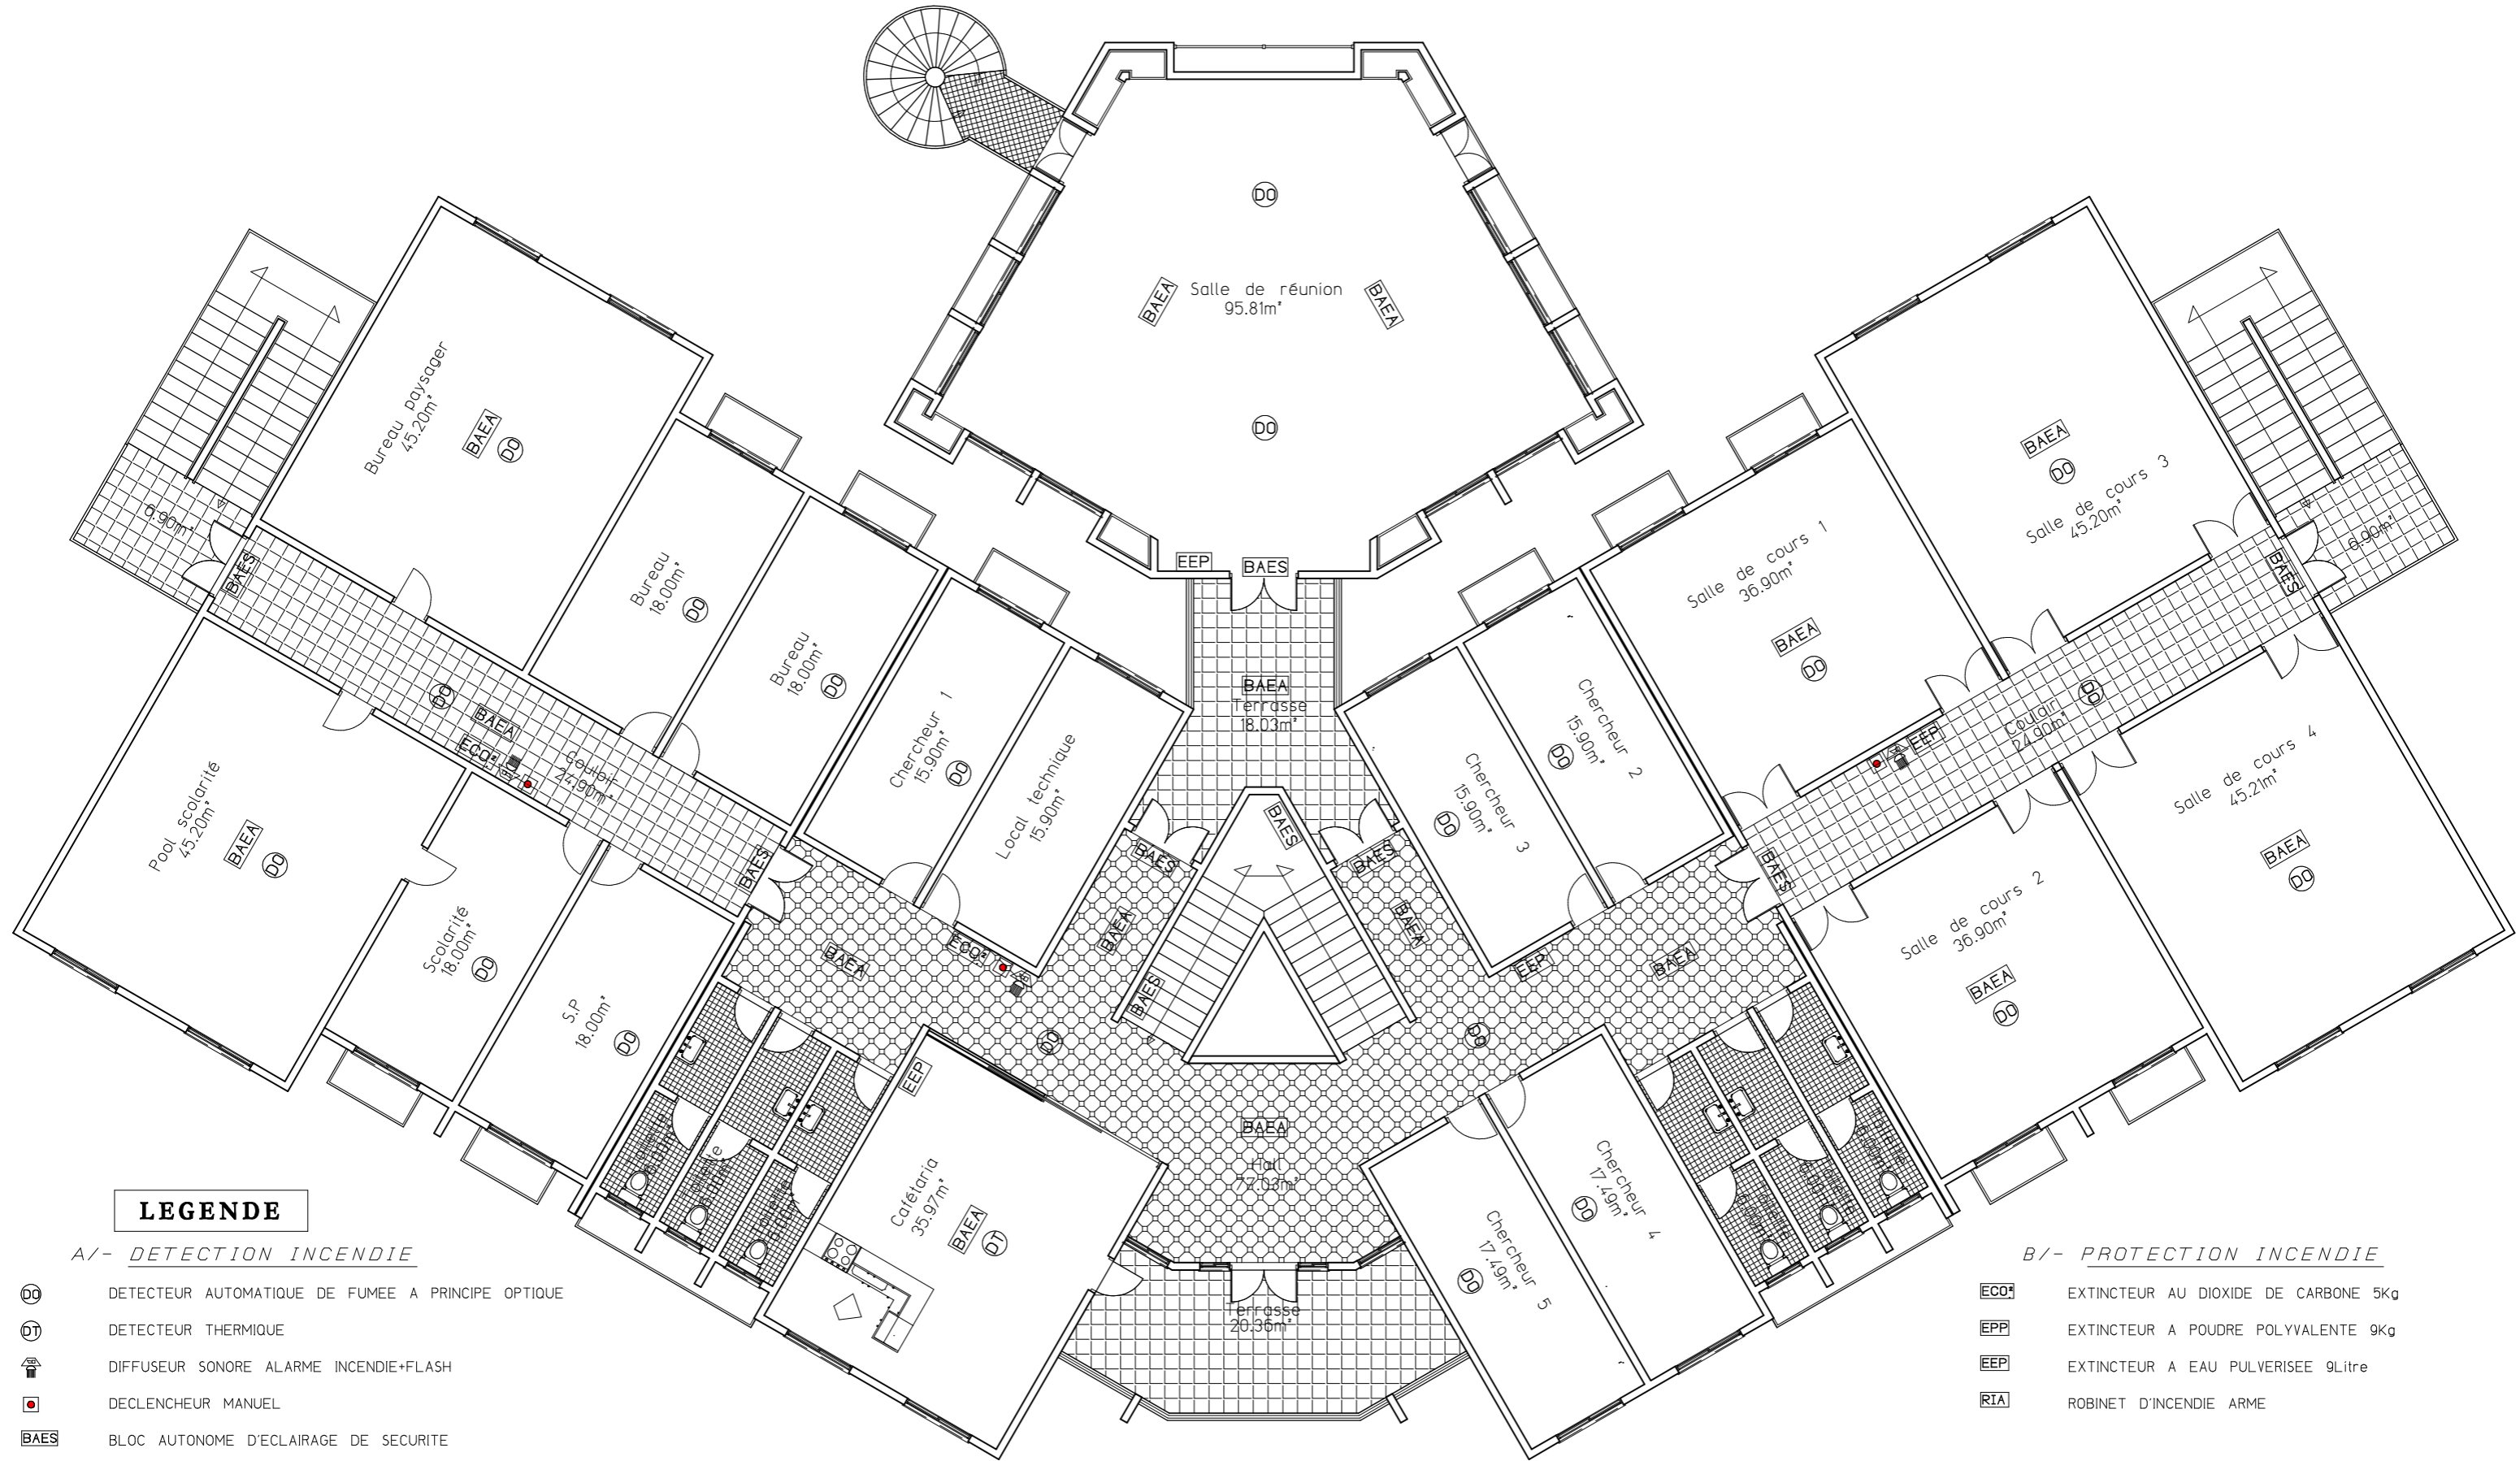 DO
Salle de réunion
95.81m²
BAEA
BAEA
DO
EEP
BAES
BAEA
Terrasse
18.03m²
Bureau paysager
45.20m²
BAEA
DO
6.90m²
BAES
Bureau
18.00m²
DO
Bureau
18.00m²
DO
DO
BAEA
ECO²
Couloir
24.90m²
BAES
Chercheur 1
15.90m²
DO
Local technique
15.90m²
Pool scolarité
45.20m²
BAEA
DO
Scolarité
18.00m²
DO
S.P
18.00m²
DO
BAEA
ECO²
BAEA
BAES
BAES
BAES
BAES
BAEA
DO
DO
EEP
BAEA
BAEA
Hall
77.03m²
Terrasse
20.36m²
EEP
Cafétaria
35.97m²
BAEA
DT
Chercheur 2
15.90m²
DO
Chercheur 3
15.90m²
DO
Chercheur 4
17.49m²
DO
Chercheur 5
17.49m²
DO
Salle de cours 1
36.90m²
BAEA
DO
BAEA
DO
Salle de cours 3
45.20m²
BAES
6.90m²
EEP
DO
Couloir
24.90m²
BAES
Salle de cours 2
36.90m²
BAEA
DO
Salle de cours 4
45.21m²
BAEA
DO
LEGENDE
A/- DETECTION INCENDIE
DO DETECTEUR AUTOMATIQUE DE FUMEE A PRINCIPE OPTIQUE
DT DETECTEUR THERMIQUE
DIFFUSEUR SONORE ALARME INCENDIE+FLASH
DECLENCHEUR MANUEL
BAES BLOC AUTONOME D'ECLAIRAGE DE SECURITE
B/- PROTECTION INCENDIE
ECO² EXTINCTEUR AU DIOXIDE DE CARBONE 5Kg
EPP EXTINCTEUR A POUDRE POLYVALENTE 9Kg
EEP EXTINCTEUR A EAU PULVERISEE 9Litre
RIA ROBINET D'INCENDIE ARME